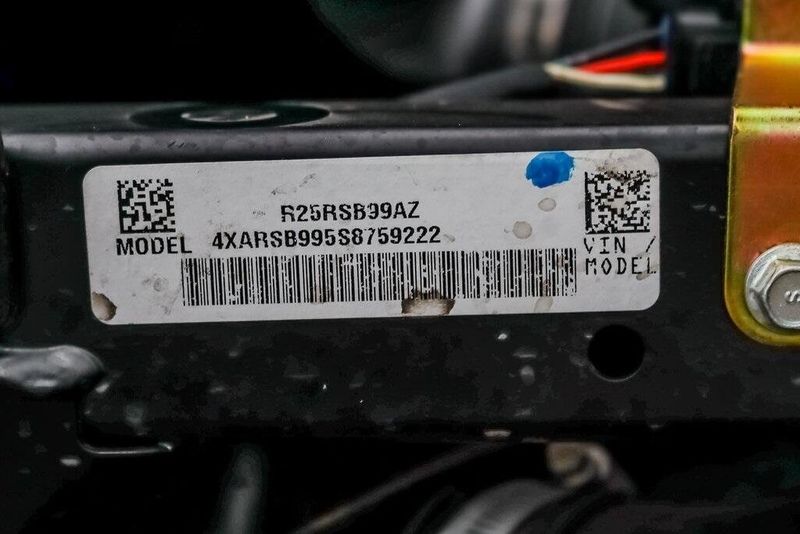 R25RSB99AZ
MODEL 4XARSB995S8759222
VIN /
MODEL